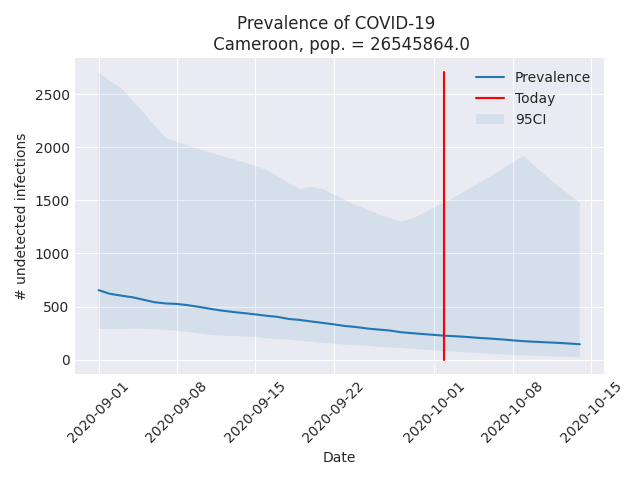 Prevalence of COVID-19
Cameroon, pop. = 26545864.0
Prevalence
Today
95CI
# undetected infections
2500
2000
1500
1000
500
0
2020-09-01
2020-09-08
2020-09-15
2020-09-22
2020-10-01
2020-10-08
2020-10-15
Date